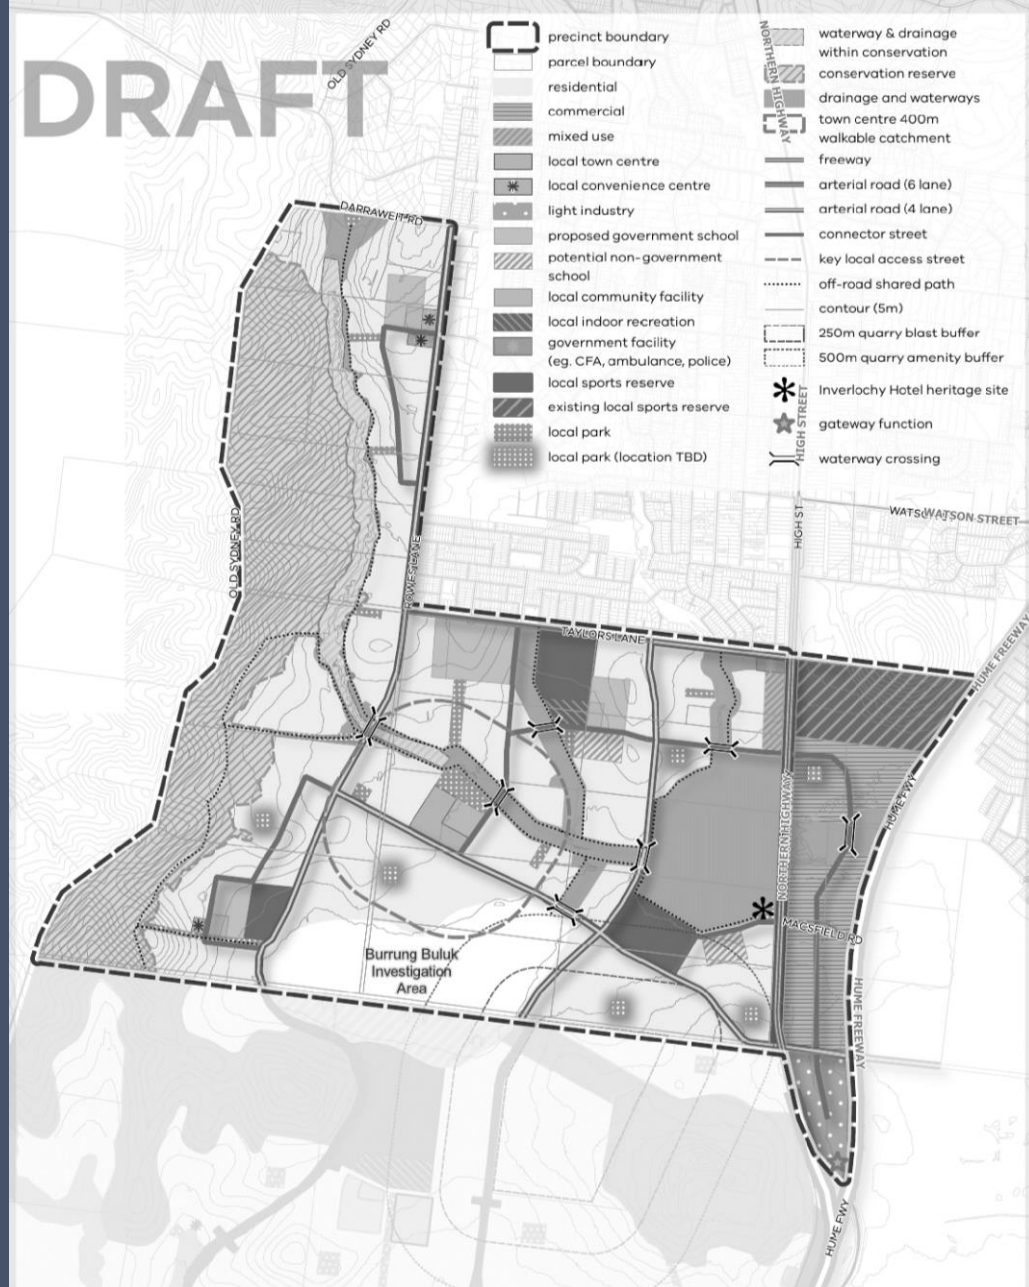 DRAFT
OLD SYDNEY RD
NORTHERN HIGHWAY
precinct boundary
parcel boundary
residential
commercial
mixed use
local town centre
local convenience centre
light industry
proposed government school
potential non-government
school
local community facility
local indoor recreation
government facility
(eg. CFA, ambulance, police)
local sports reserve
existing local sports reserve
local park
local park (location TBD)
waterway & drainage
within conservation
conservation reserve
drainage and waterways
town centre 400m
walkable catchment
freeway
arterial road (6 lane)
arterial road (4 lane)
connector street
key local access street
off-road shared path
contour (5m)
250m quarry blast buffer
500m quarry amenity buffer
Inverlochy Hotel heritage site
gateway function
waterway crossing
HIGH STREET
DARRAWEIT RD
WATSON STREET
HIGH ST
OLD SYDNEY RD
ROWES LANE
TAYLORS LANE
HUME FREEWAY
HUME FWY
NORTHERN HIGHWAY
MACSFIELD RD
Burrung Buluk
Investigation
Area
HUME FREEWAY
HUME FWY